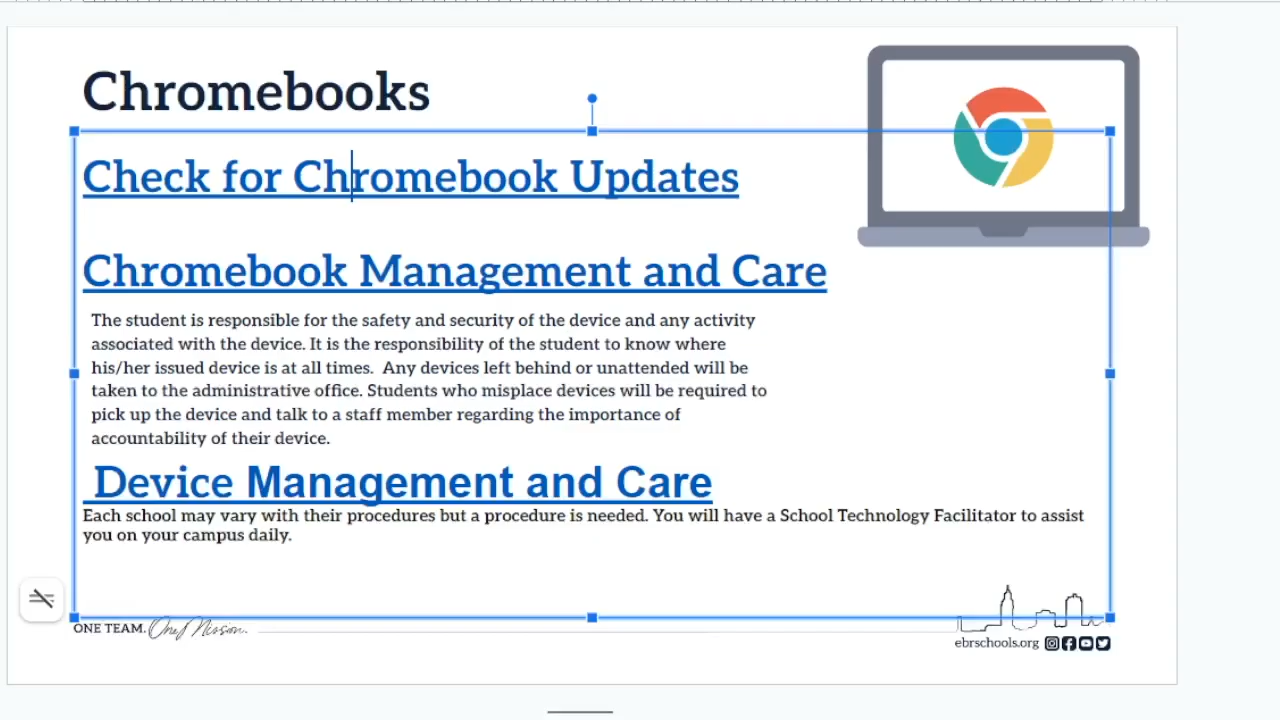 Chromebooks
Check for Chromebook Updates
Chromebook Management and Care
The student is responsible for the safety and security of the device and any activity
associated with the device. It is the responsibility of the student to know where
his/her issued device is at all times.  Any devices left behind or unattended will be
taken to the administrative office. Students who misplace devices will be required to
pick up the device and talk to a staff member regarding the importance of
accountability of their device.
Device Management and Care
Each school may vary with their procedures but a procedure is needed. You will have a School Technology Facilitator to assist
you on your campus daily.
ONE TEAM. One Mission.
ebrschools.org